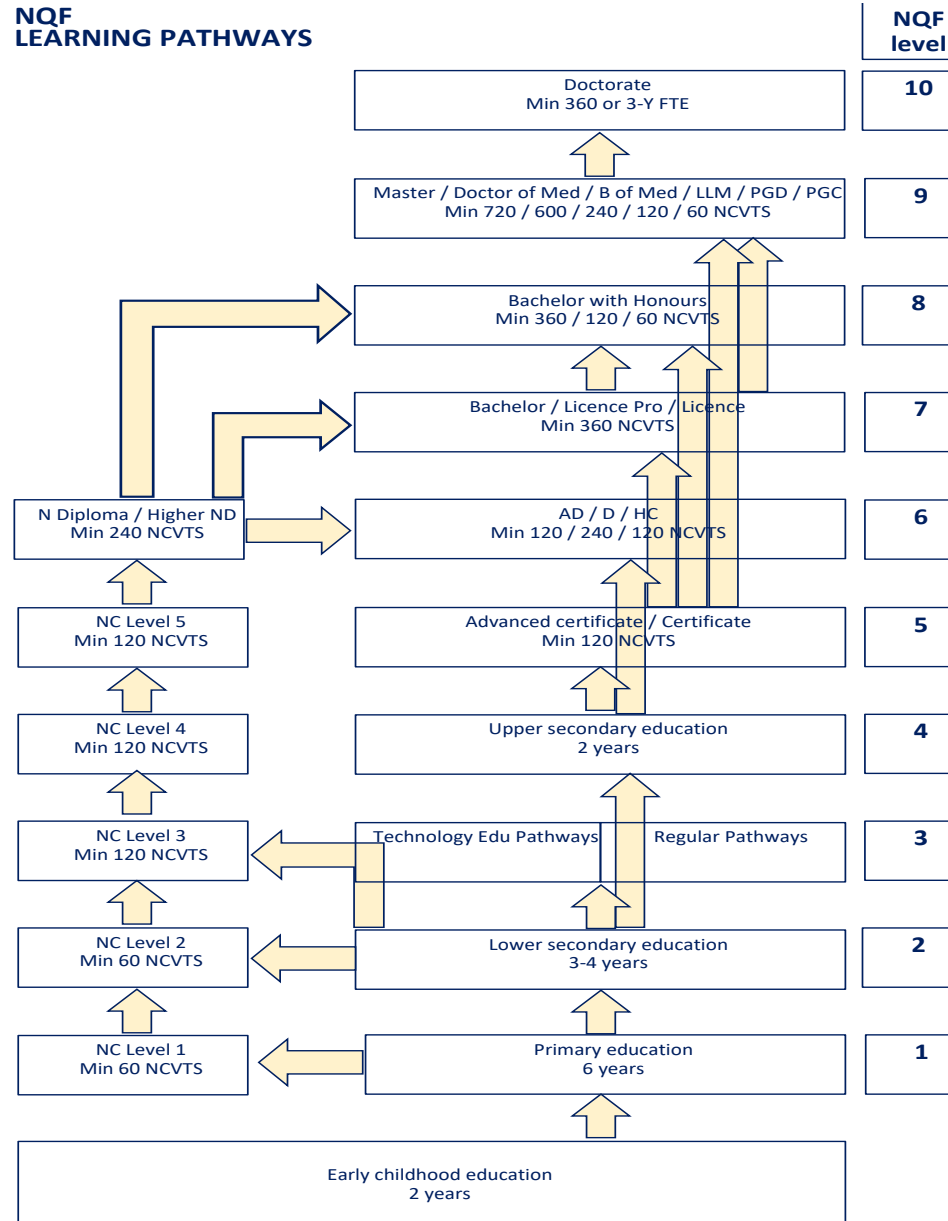 NQF
LEARNING PATHWAYS
NQF
level
Doctorate
Min 360 or 3-Y FTE
10
Master / Doctor of Med / B of Med / LLM / PGD / PGC
Min 720 / 600 / 240 / 120 / 60 NCVTS
9
Bachelor with Honours
Min 360 / 120 / 60 NCVTS
8
Bachelor / Licence Pro / Licence
Min 360 NCVTS
7
N Diploma / Higher ND
Min 240 NCVTS
AD / D / HC
Min 120 / 240 / 120 NCVTS
6
NC Level 5
Min 120 NCVTS
Advanced certificate / Certificate
Min 120 NCVTS
5
NC Level 4
Min 120 NCVTS
Upper secondary education
2 years
4
NC Level 3
Min 120 NCVTS
Technology Edu Pathways
Regular Pathways
3
NC Level 2
Min 60 NCVTS
Lower secondary education
3-4 years
2
NC Level 1
Min 60 NCVTS
Primary education
6 years
1
Early childhood education
2 years